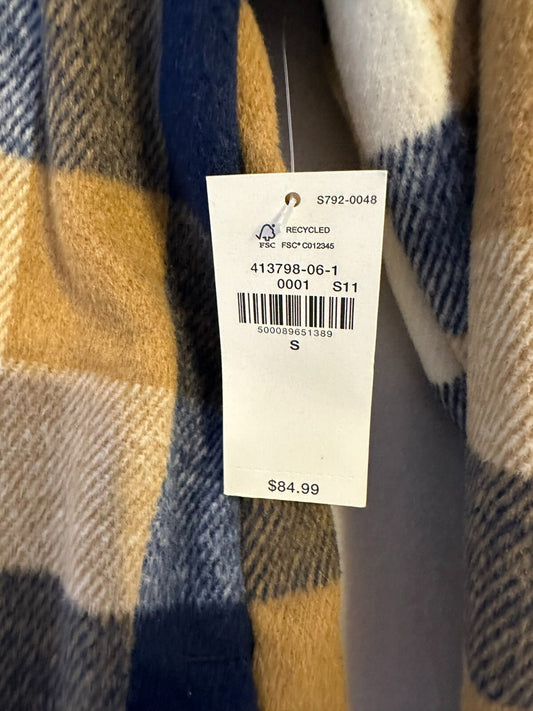 S792-0048
RECYCLED
FSC FSC® C012345
413798-06-1
0001 S11
500089651389
S
$84.99